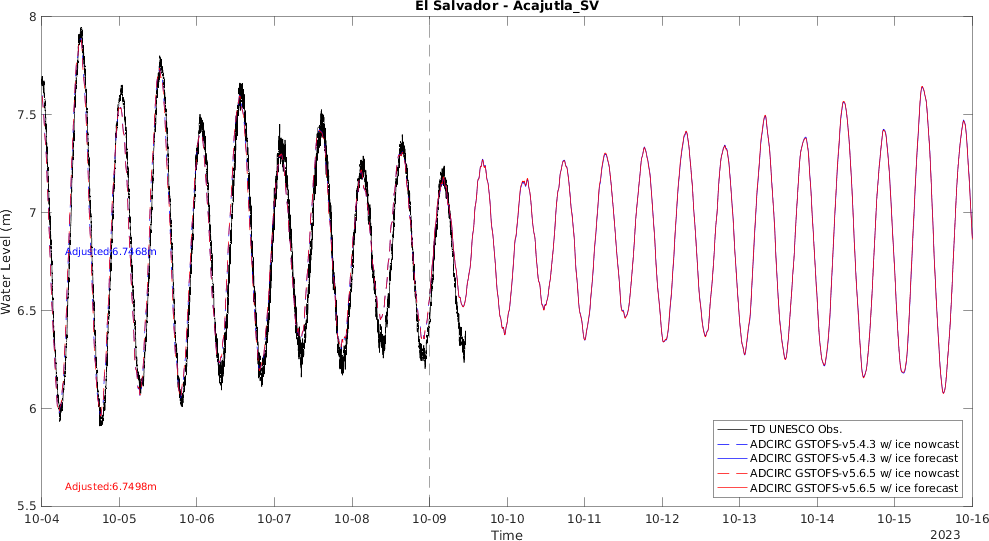 El Salvador - Acajutla_SV
8
7.5
7
6.5
6
5.5
Water Level (m)
Adjusted:6.7468m
Adjusted:6.7498m
TD UNESCO Obs.
ADCIRC GSTOFS-v5.4.3 w/ ice nowcast
ADCIRC GSTOFS-v5.4.3 w/ ice forecast
ADCIRC GSTOFS-v5.6.5 w/ ice nowcast
ADCIRC GSTOFS-v5.6.5 w/ ice forecast
10-04 10-05 10-06 10-07 10-08 10-09 10-10 10-11 10-12 10-13 10-14 10-15 10-16
Time
2023